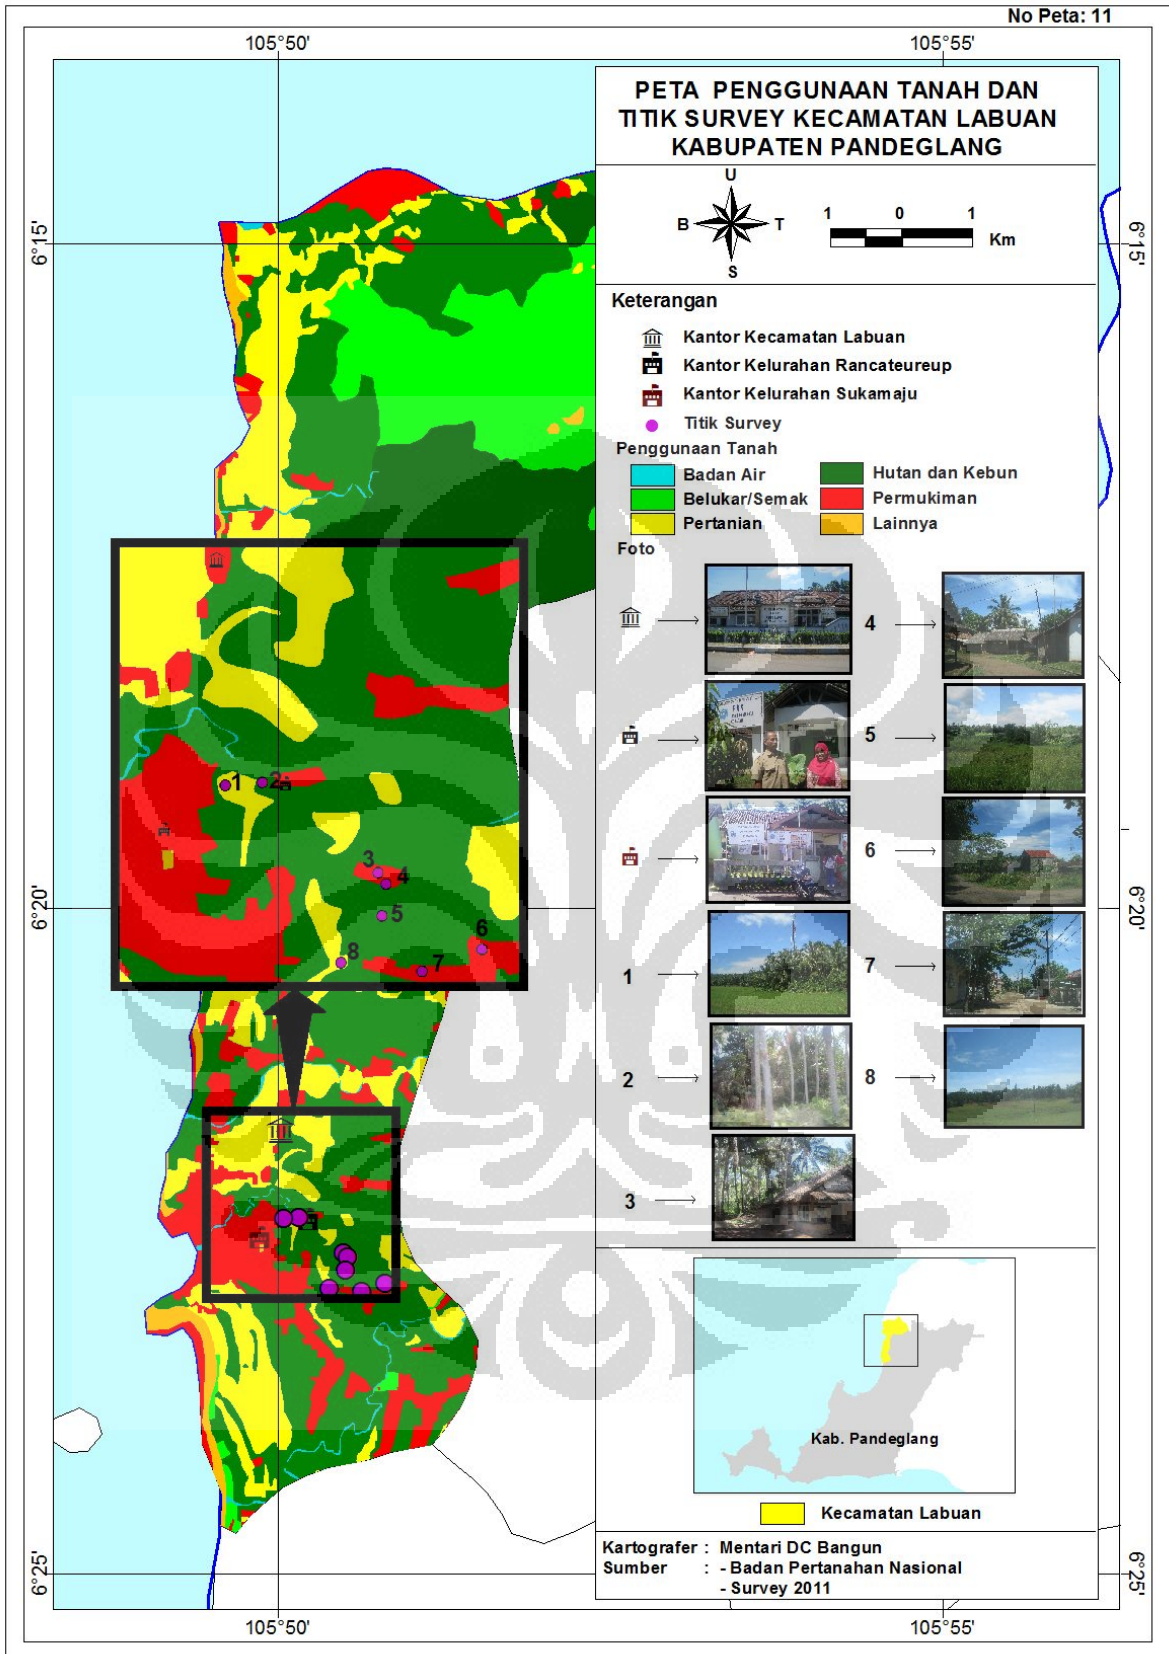 No Peta: 11
105°50'
105°55'
PETA PENGGUNAAN TANAH DAN
TITIK SURVEY KECAMATAN LABUAN
KABUPATEN PANDEGLANG
U
B
T
S
1 0 1
Km
6°15'
6°15'
Keterangan
Kantor Kecamatan Labuan
Kantor Kelurahan Rancateureup
Kantor Kelurahan Sukamaju
Titik Survey
Penggunaan Tanah
Badan Air
Hutan dan Kebun
Belukar/Semak
Permukiman
Pertanian
Lainnya
Foto
4
5
6
1
7
2
8
3
1
2
3
4
5
6
7
8
6°20'
6°20'
Kab. Pandeglang
Kecamatan Labuan
Kartografer : Mentari DC Bangun
Sumber : - Badan Pertanahan Nasional
- Survey 2011
6°25'
6°25'
105°50'
105°55'